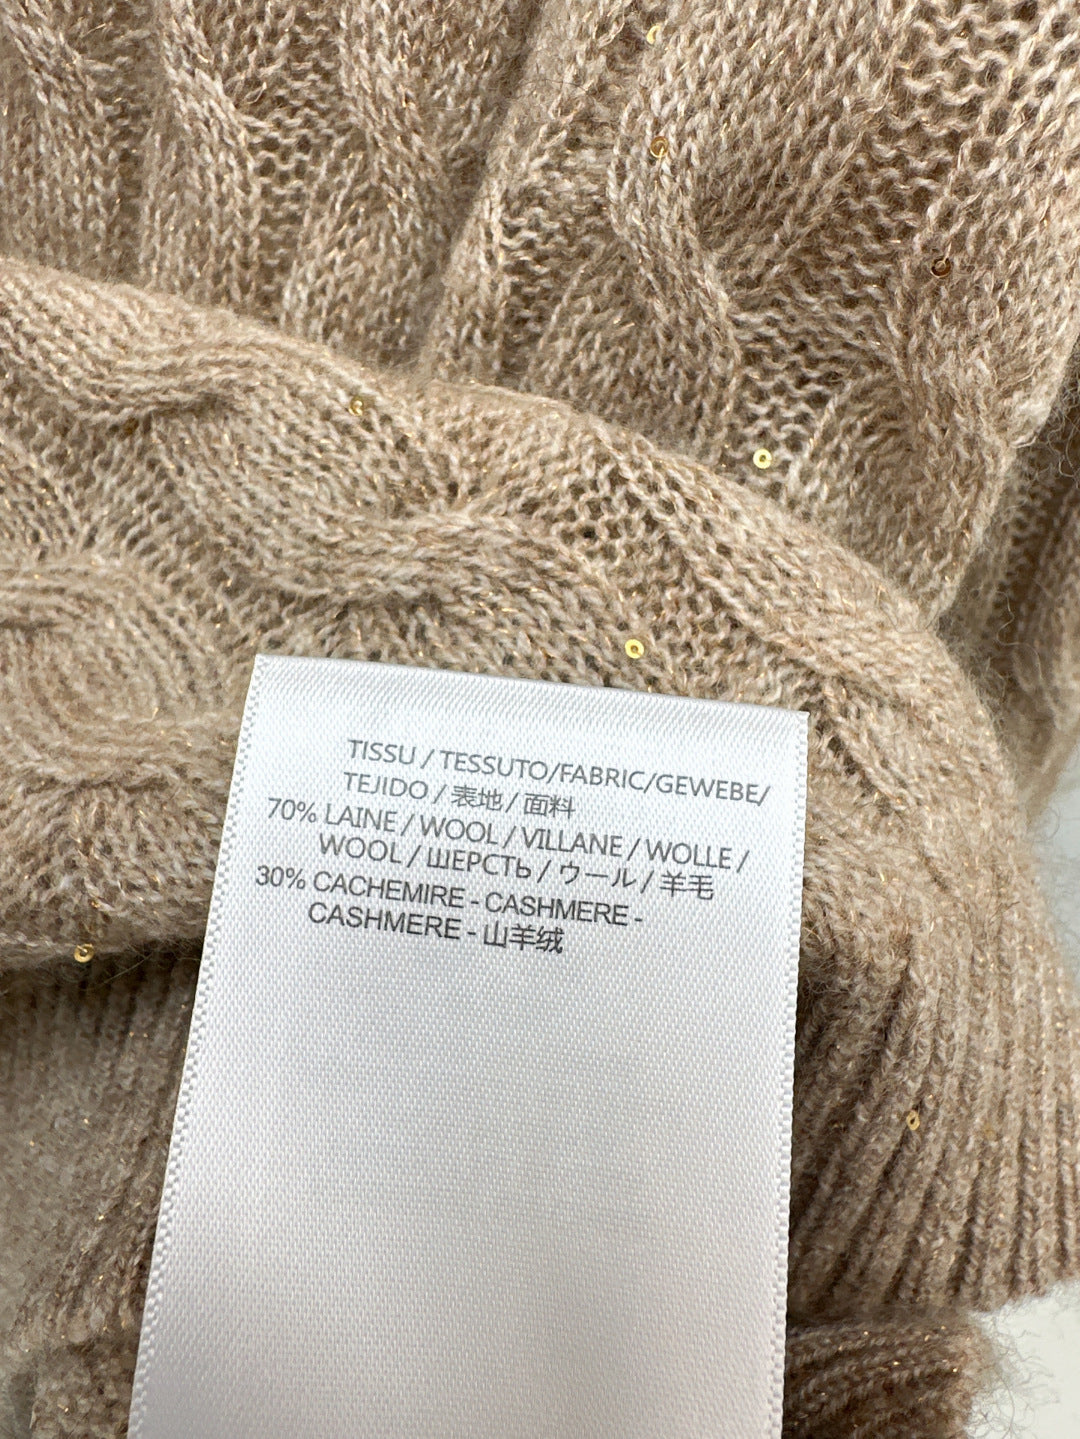 TISSU / TESSUTO/FABRIC/GEWEBE/
TEJIDO / 表地 / 面料
70% LAINE / WOOL / VILLANE / WOLLE /
WOOL / ШЕРСТЬ / ウール / 羊毛
30% CACHEMIRE - CASHMERE -
CASHMERE - 山羊绒